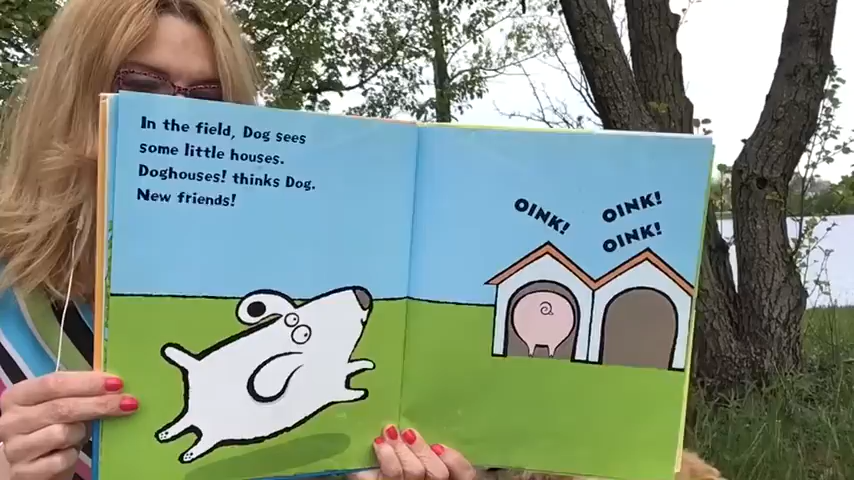 In the field, Dog sees
some little houses.
Doghouses! thinks Dog.
New friends!
OINK!
OINK!
OINK!